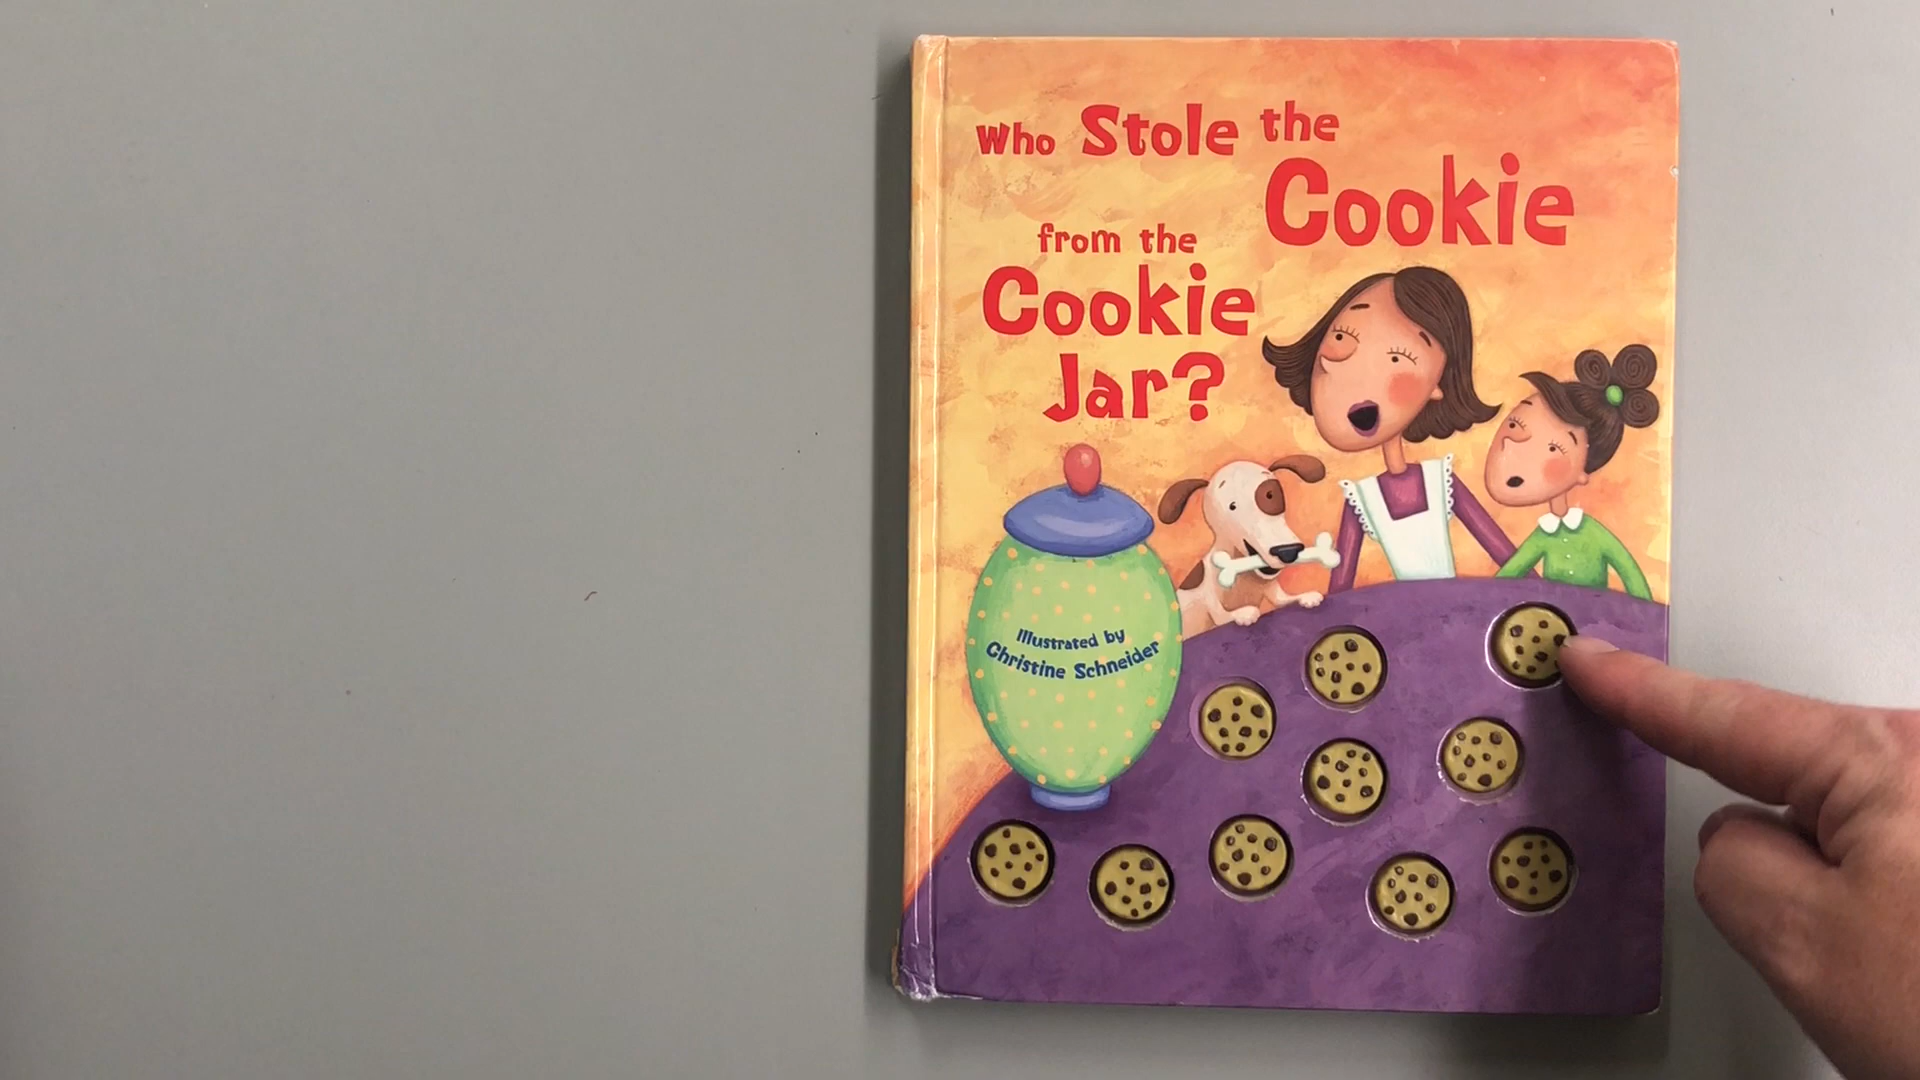 Who Stole the
Cookie
from the
Cookie
Jar?
Illustrated by
Christine Schneider